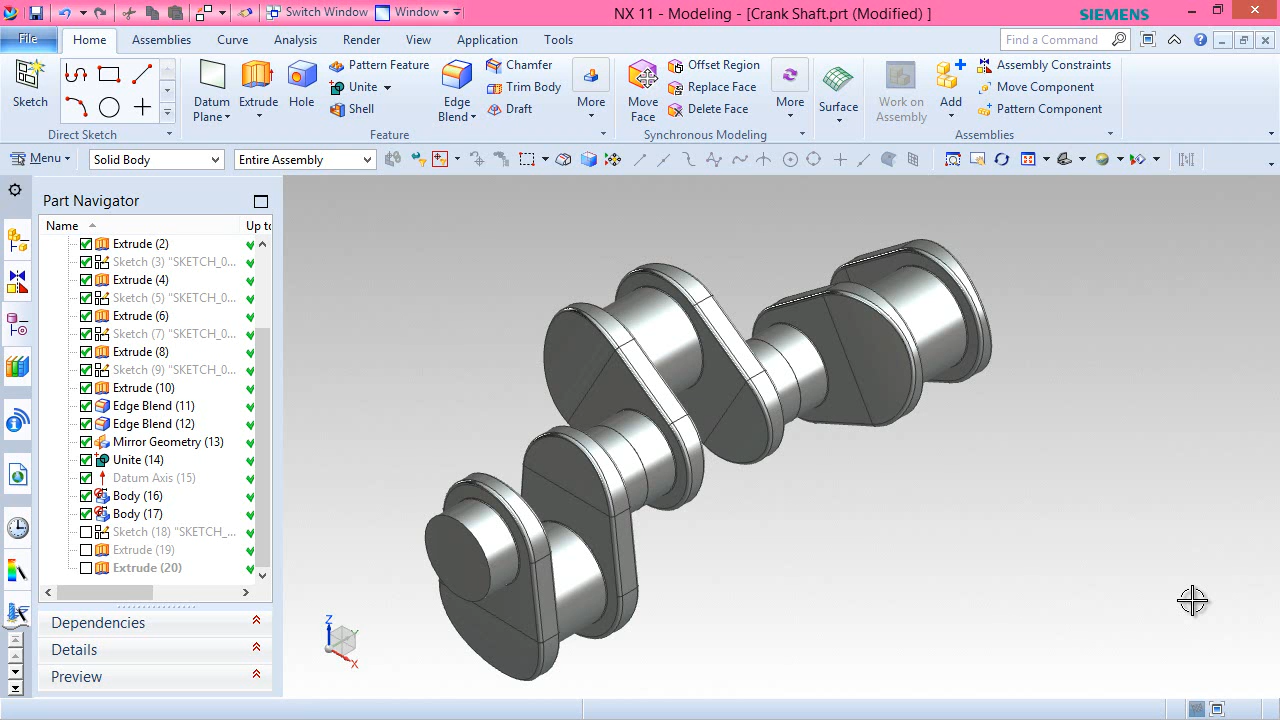 Switch Window
Window
NX 11 - Modeling - [Crank Shaft.prt (Modified) ]
SIEMENS
File
Home
Assemblies
Curve
Analysis
Render
View
Application
Tools
Find a Command
Sketch
Direct Sketch
Datum
Plane
Extrude
Hole
Pattern Feature
Unite
Shell
Edge
Blend
Chamfer
Trim Body
Draft
More
Feature
Move
Face
Offset Region
Replace Face
Delete Face
More
Synchronous Modeling
Surface
Work on
Assembly
Add
Assembly Constraints
Move Component
Pattern Component
Assemblies
Menu
Solid Body
Entire Assembly
Part Navigator
Name
Up to
Extrude (2)
Sketch (3) "SKETCH_0...
Extrude (4)
Sketch (5) "SKETCH_0...
Extrude (6)
Sketch (7) "SKETCH_0...
Extrude (8)
Sketch (9) "SKETCH_0...
Extrude (10)
Edge Blend (11)
Edge Blend (12)
Mirror Geometry (13)
Unite (14)
Datum Axis (15)
Body (16)
Body (17)
Sketch (18) "SKETCH_...
Extrude (19)
Extrude (20)
Dependencies
Details
Preview
Z
Y
X